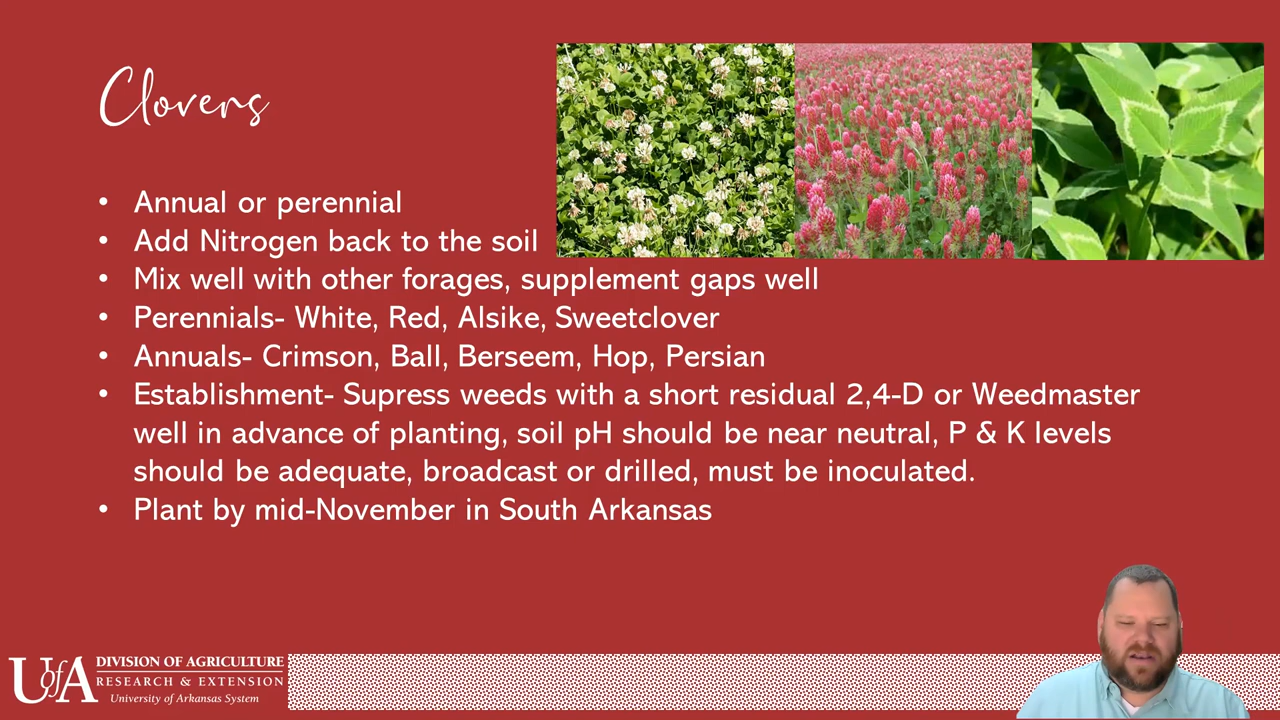 Clovers
• Annual or perennial
• Add Nitrogen back to the soil
• Mix well with other forages, supplement gaps well
• Perennials- White, Red, Alsike, Sweetclover
• Annuals- Crimson, Ball, Berseem, Hop, Persian
• Establishment- Supress weeds with a short residual 2,4-D or Weedmaster
well in advance of planting, soil pH should be near neutral, P & K levels
should be adequate, broadcast or drilled, must be inoculated.
• Plant by mid-November in South Arkansas
UofA
DIVISION OF AGRICULTURE
RESEARCH & EXTENSION
University of Arkansas System